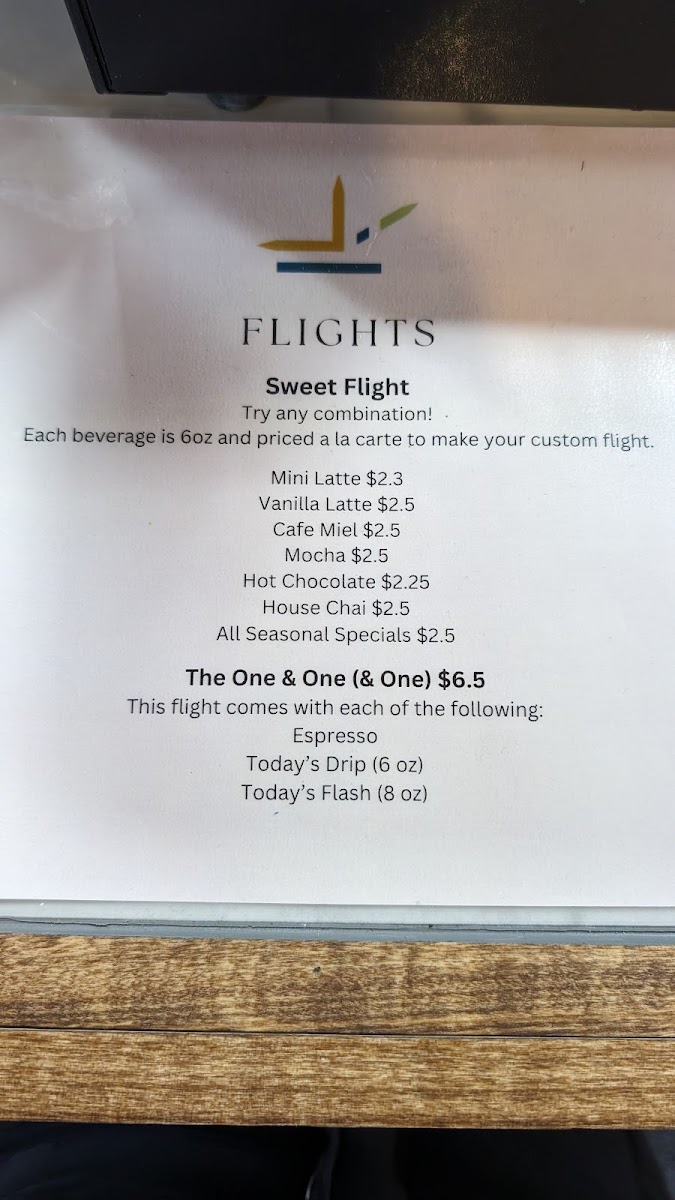 FLIGHTS
Sweet Flight
Try any combination!
Each beverage is 6oz and priced a la carte to make your custom flight.
Mini Latte $2.3
Vanilla Latte $2.5
Cafe Miel $2.5
Mocha $2.5
Hot Chocolate $2.25
House Chai $2.5
All Seasonal Specials $2.5
The One & One (& One) $6.5
This flight comes with each of the following:
Espresso
Today's Drip (6 oz)
Today's Flash (8 oz)